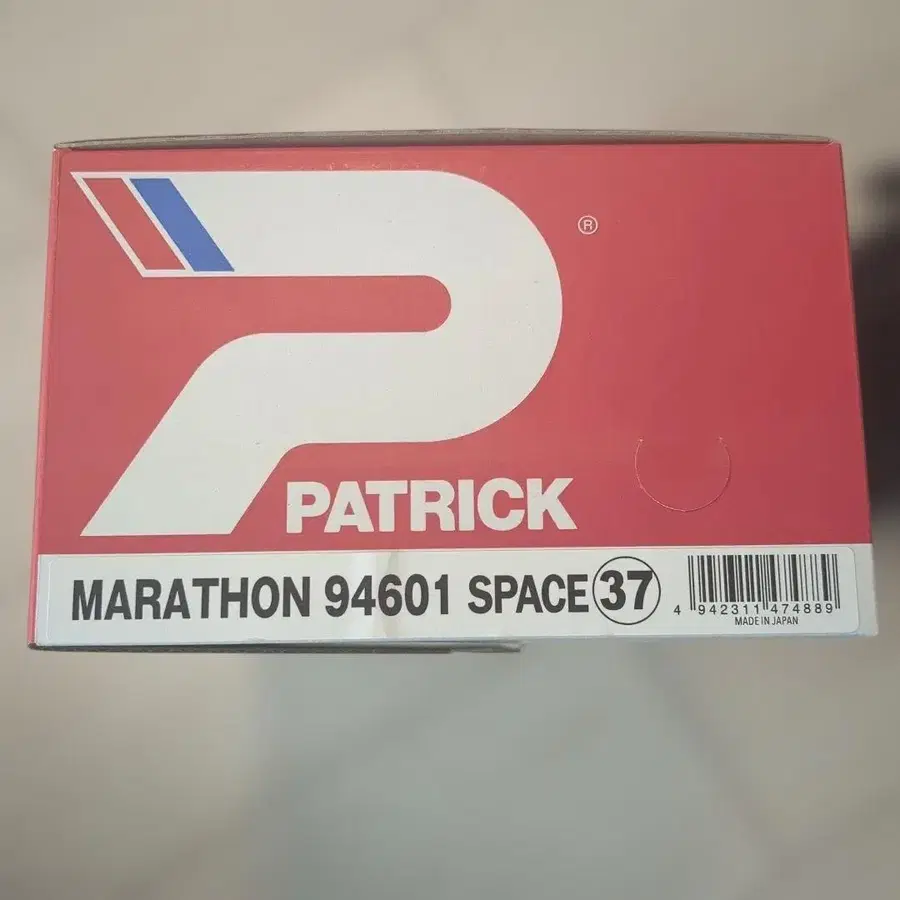 ®
PATRICK
MARATHON 94601 SPACE 37
4 942311 474889
MADE IN JAPAN